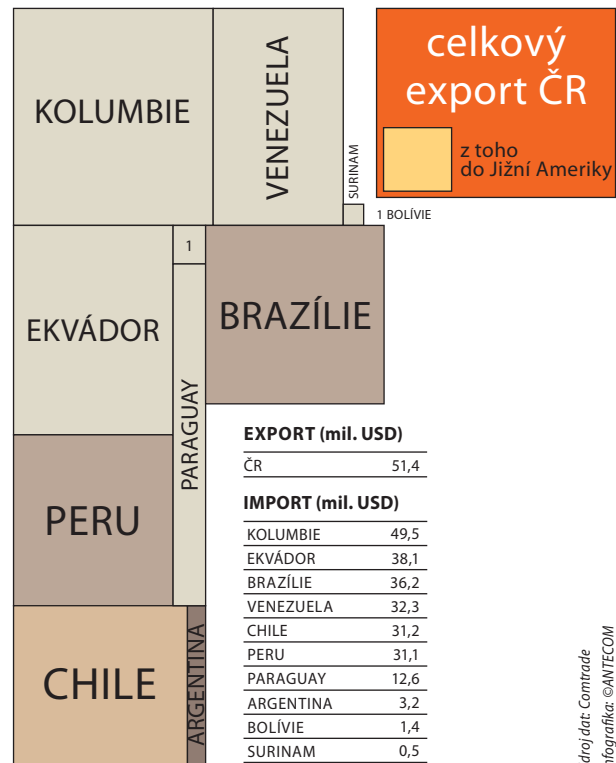 KOLUMBIE
VENEZUELA
SURINAM
celkový
export ČR
z toho
do Jižní Ameriky
1 BOLÍVIE
1
EKVÁDOR
PARAGUAY
BRAZÍLIE
PERU
CHILE
ARGENTINA
EXPORT (mil. USD)
ČR 51,4
IMPORT (mil. USD)
KOLUMBIE 49,5
EKVÁDOR 38,1
BRAZÍLIE 36,2
VENEZUELA 32,3
CHILE 31,2
PERU 31,1
PARAGUAY 12,6
ARGENTINA 3,2
BOLÍVIE 1,4
SURINAM 0,5
dat: Comtrade
©ANTECOM